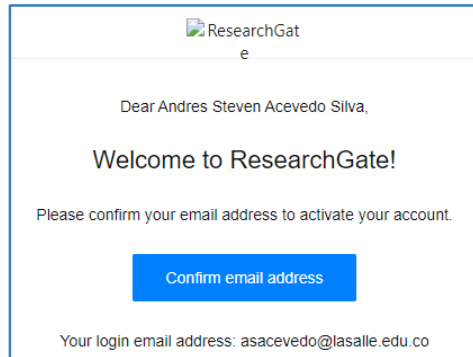 ResearchGat
e
Dear Andres Steven Acevedo Silva,
Welcome to ResearchGate!
Please confirm your email address to activate your account.
Confirm email address
Your login email address: asacevedo@lasalle.edu.co